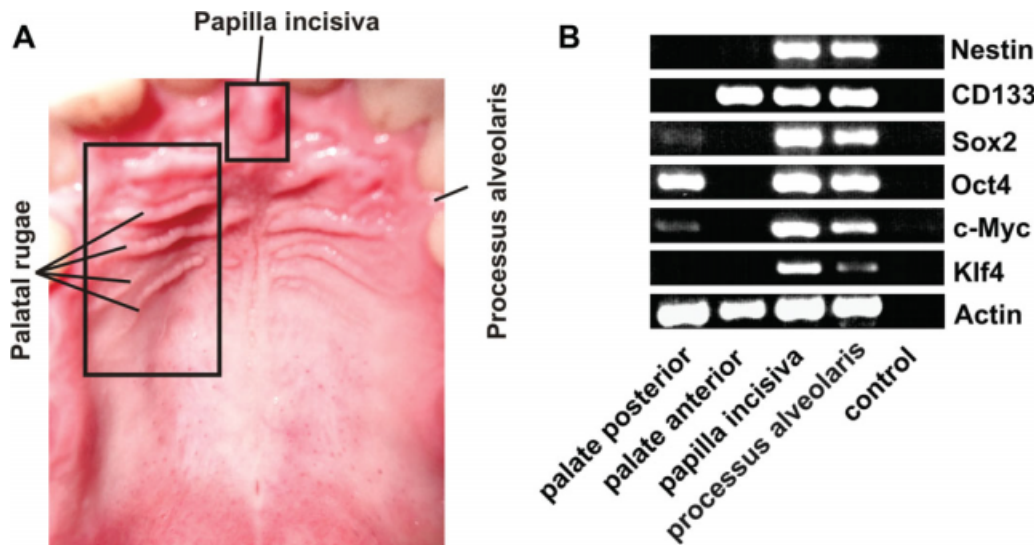 A
Papilla incisiva
Palatal rugae
Processus alveolaris
B
Nestin
CD133
Sox2
Oct4
c-Myc
Klf4
Actin
palate posterior
palate anterior
papilla incisiva
processus alveolaris
control